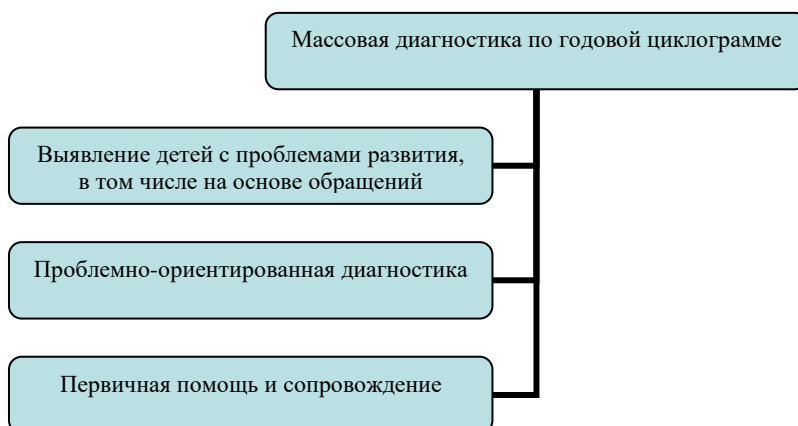 Массовая диагностика по годовой циклограмме
Выявление детей с проблемами развития,
в том числе на основе обращений
Проблемно-ориентированная диагностика
Первичная помощь и сопровождение